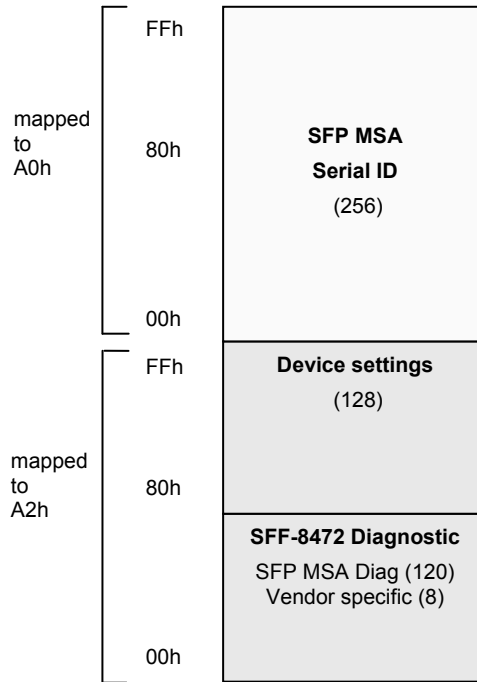 FFh
mapped
to
A0h
80h
SFP MSA
Serial ID
(256)
00h
FFh
Device settings
(128)
mapped
to
A2h
80h
SFF-8472 Diagnostic
SFP MSA Diag (120)
Vendor specific (8)
00h